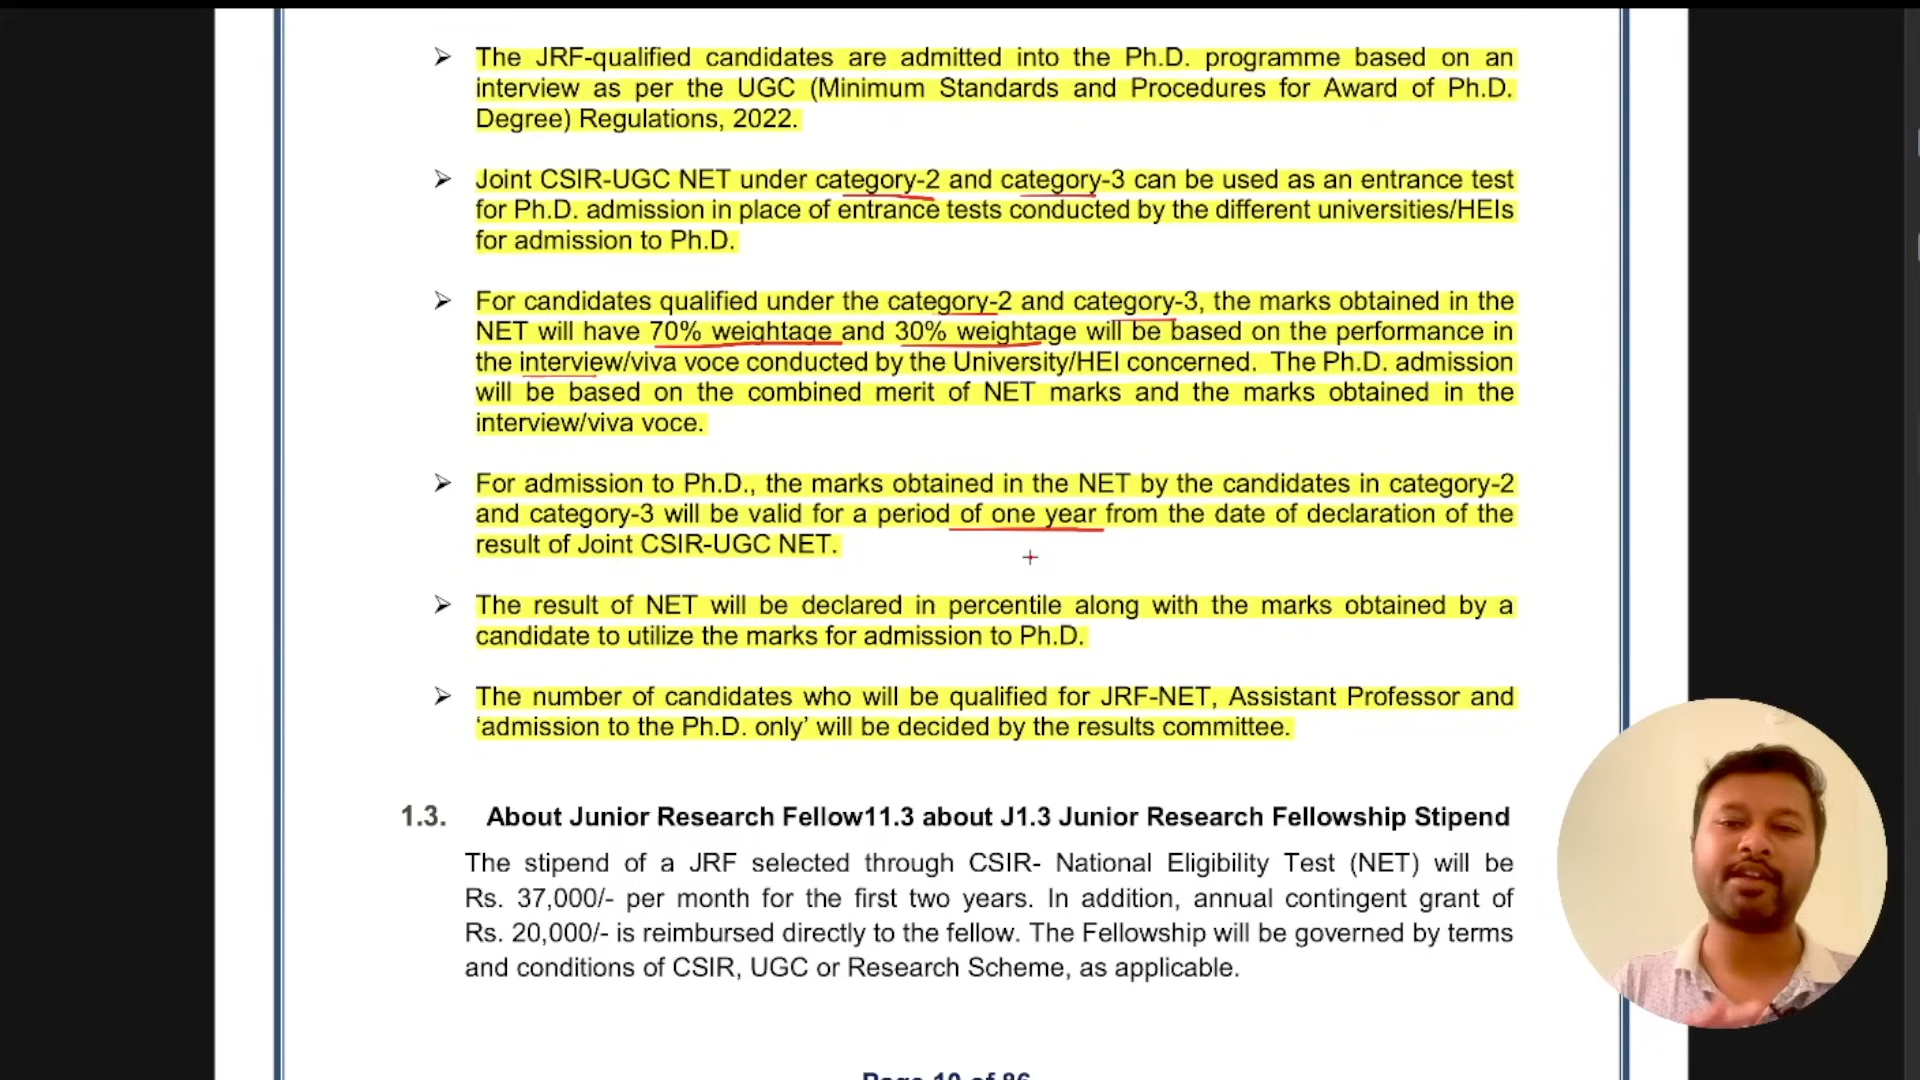 ➢ The JRF-qualified candidates are admitted into the Ph.D. programme based on an
interview as per the UGC (Minimum Standards and Procedures for Award of Ph.D.
Degree) Regulations, 2022.
➢ Joint CSIR-UGC NET under category-2 and category-3 can be used as an entrance test
for Ph.D. admission in place of entrance tests conducted by the different universities/HEIs
for admission to Ph.D.
➢ For candidates qualified under the category-2 and category-3, the marks obtained in the
NET will have 70% weightage and 30% weightage will be based on the performance in
the interview/viva voce conducted by the University/HEI concerned. The Ph.D. admission
will be based on the combined merit of NET marks and the marks obtained in the
interview/viva voce.
➢ For admission to Ph.D., the marks obtained in the NET by the candidates in category-2
and category-3 will be valid for a period of one year from the date of declaration of the
result of Joint CSIR-UGC NET.
➢ The result of NET will be declared in percentile along with the marks obtained by a
candidate to utilize the marks for admission to Ph.D.
➢ The number of candidates who will be qualified for JRF-NET, Assistant Professor and
‘admission to the Ph.D. only’ will be decided by the results committee.
1.3. About Junior Research Fellow11.3 about J1.3 Junior Research Fellowship Stipend
The stipend of a JRF selected through CSIR- National Eligibility Test (NET) will be
Rs. 37,000/- per month for the first two years. In addition, annual contingent grant of
Rs. 20,000/- is reimbursed directly to the fellow. The Fellowship will be governed by terms
and conditions of CSIR, UGC or Research Scheme, as applicable.
Page 10 of 86